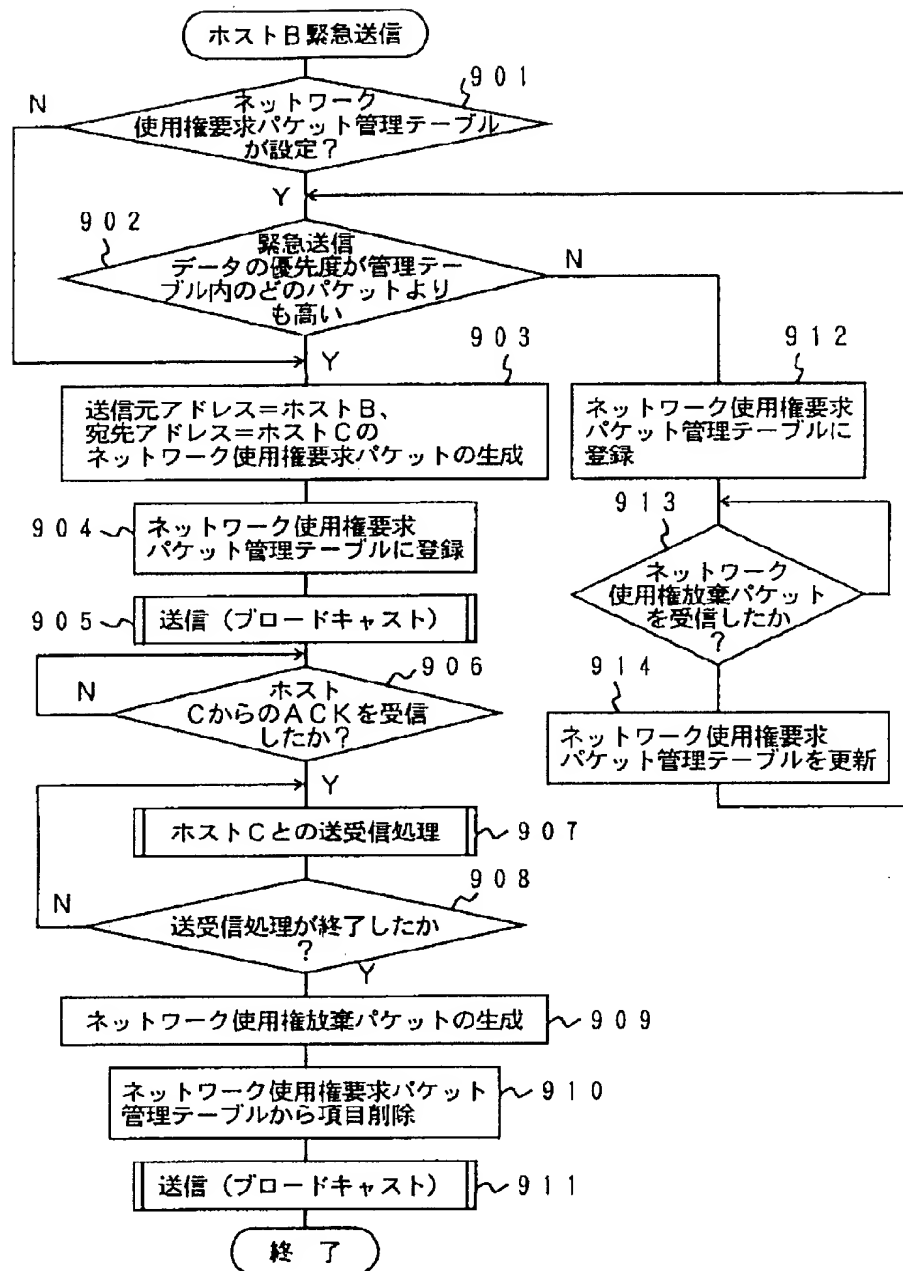 ホストB緊急送信
901
N
ネットワーク
使用権要求パケット管理テーブル
が設定?
Y
902
緊急送信
データの優先度が管理テー
ブル内のどのパケットより
も高い
N
Y
903
送信元アドレス=ホストB、
宛先アドレス=ホストCの
ネットワーク使用権要求パケットの生成
904
ネットワーク使用権要求
パケット管理テーブルに登録
905
送信(ブロードキャスト)
906
N
ホスト
CからのACKを受信
したか?
Y
ホストCとの送受信処理
907
908
N
送受信処理が終了したか
?
Y
ネットワーク使用権放棄パケットの生成
909
ネットワーク使用権要求パケット
管理テーブルから項目削除
910
送信(ブロードキャスト)
911
終 了
912
ネットワーク使用権要求
パケット管理テーブルに
登録
913
ネットワーク
使用権放棄パケット
を受信したか
?
914
ネットワーク使用権要求
パケット管理テーブルを更新